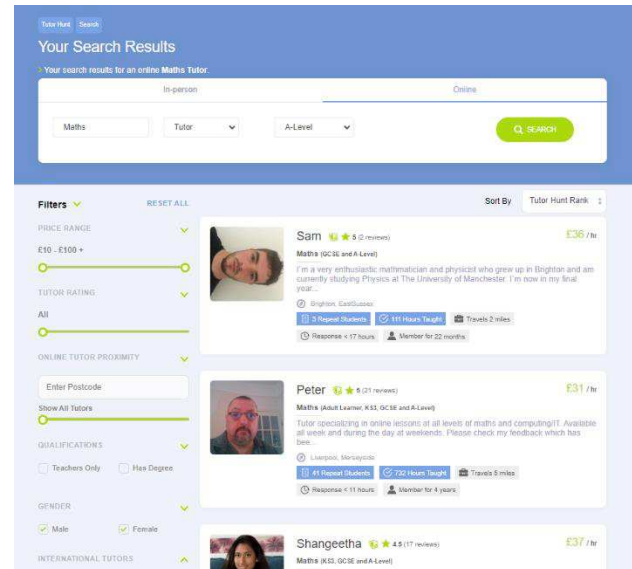 Tutor Hunt Search
Your Search Results
› Your search results for an online Maths Tutor.
In-person Online
Maths Tutor A-Level SEARCH
Filters RESET ALL
Sort By Tutor Hunt Rank
PRICE RANGE
£10 - £100 +
TUTOR RATING
All
ONLINE TUTOR PROXIMITY
Enter Postcode
Show All Tutors
QUALIFICATIONS
Teachers Only Has Degree
GENDER
Male Female
INTERNATIONAL TUTORS
Sam 5 (2 reviews) £36 / hr
Maths (GCSE and A-Level)
I'm a very enthusiastic mathmatician and physicist who grew up in Brighton and am
currently studying Physics at The University of Manchester. I'm now in my final
year...
Brighton, EastSussex
3 Repeat Students 111 Hours Taught Travels 2 miles
Response < 17 hours Member for 22 months
Peter 5 (21 reviews) £31 / hr
Maths (Adult Learner, KS3, GCSE and A-Level)
Tutor specializing in online lessons at all levels of maths and computing/IT. Available
all week and during the day at weekends. Please check my feedback which has
bee...
Liverpool, Merseyside
41 Repeat Students 732 Hours Taught Travels 5 miles
Response < 11 hours Member for 4 years
Shangeetha 4.5 (17 reviews) £37 / hr
Maths (KS3, GCSE and A-Level)